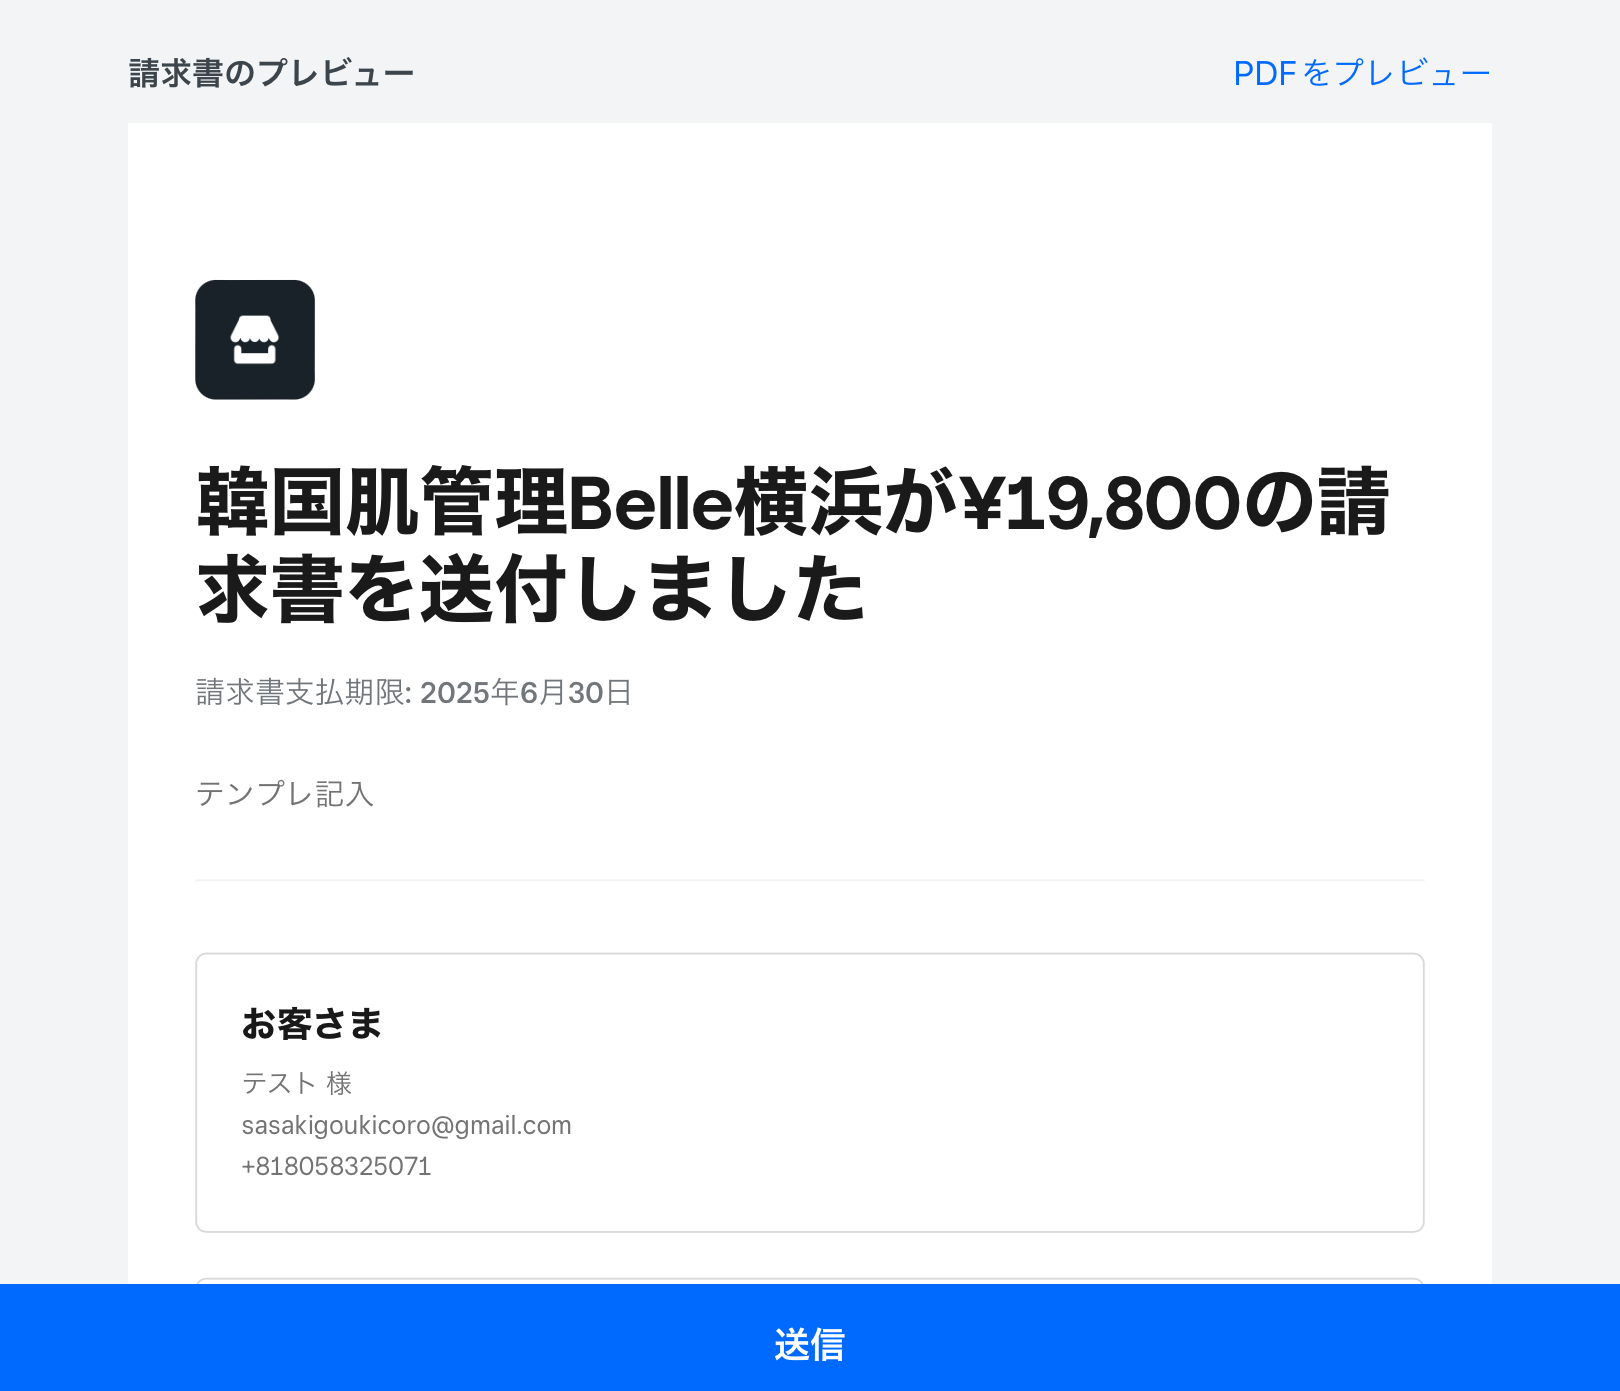 請求書のプレビュー
PDFをプレビュー
韓国肌管理Belle横浜が¥19,800の請
求書を送付しました
請求書支払期限: 2025年6月30日
テンプレ記入
お客さま
テスト 様
sasakigoukicoro@gmail.com
+818058325071
送信